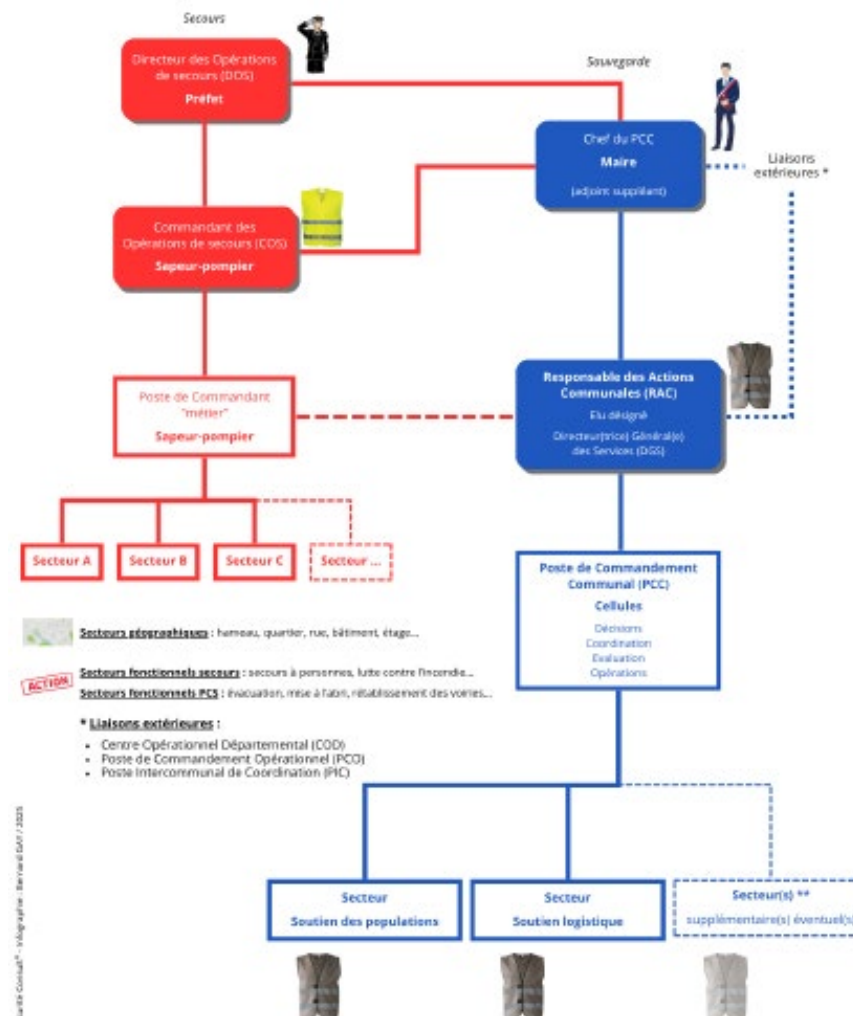 Secours
Directeur des Opérations
de secours (DOS)
Préfet
Sauvegarde
Chef du PCC
Maire
(adjoint suppléant)
Liaisons
extérieures *
Commandant des
Opérations de secours (COS)
Sapeur-pompier
Poste de Commandant
"métier"
Sapeur-pompier
Responsable des Actions
Communales (RAC)
Elu désigné
Directeur(trice) Général(e)
des Services (DGS)
Secteur A
Secteur B
Secteur C
Secteur ...
Poste de Commandement
Communal (PCC)
Cellules
Décisions
Coordination
Evaluation
Opérations
Secteurs géographiques : hameau, quartier, rue, bâtiment, étage...
ACTION
Secteurs fonctionnels secours : secours à personnes, lutte contre l'incendie...
Secteurs fonctionnels PCS : évacuation, mise à l'abri, rétablissement des voiries...
* Liaisons extérieures :
• Centre Opérationnel Départemental (COD)
• Poste de Commandement Opérationnel (PCO)
• Poste Intercommunal de Coordination (PIC)
Secteur
Soutien des populations
Secteur
Soutien logistique
Secteur(s) **
supplémentaire(s) éventuel(s)
Consult® - Infographie : Bernard / 2025